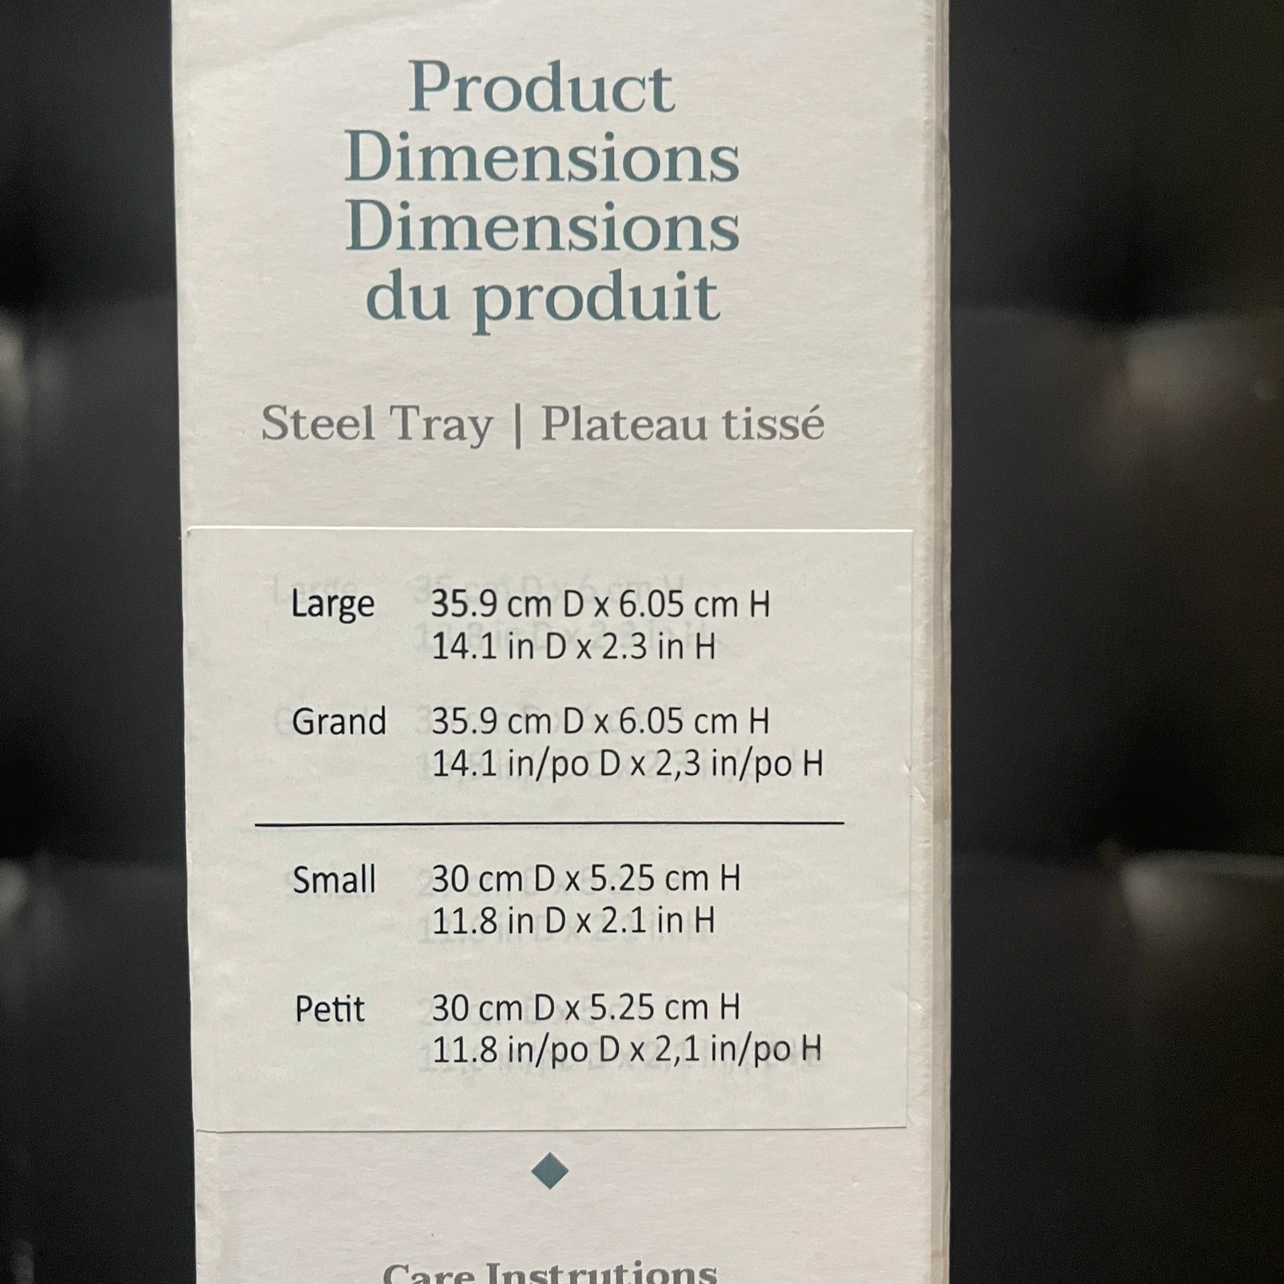 Product
Dimensions
Dimensions
du produit
Steel Tray | Plateau tissé
Large 35.9 cm D x 6.05 cm H
14.1 in D x 2.3 in H
Grand 35.9 cm D x 6.05 cm H
14.1 in/po D x 2,3 in/po H
Small 30 cm D x 5.25 cm H
11.8 in D x 2.1 in H
Petit 30 cm D x 5.25 cm H
11.8 in/po D x 2,1 in/po H
Care Instrutions